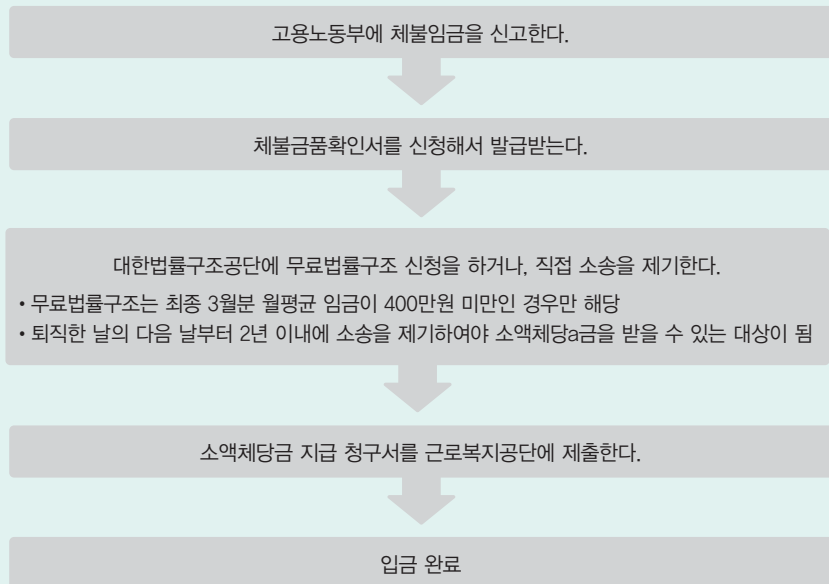 고용노동부에 체불임금을 신고한다.
체불금품확인서를 신청해서 발급받는다.
대한법률구조공단에 무료법률구조 신청을 하거나, 직접 소송을 제기한다.
• 무료법률구조는 최종 3월분 월평균 임금이 400만원 미만인 경우만 해당
• 퇴직한 날의 다음 날부터 2년 이내에 소송을 제기하여야 소액체당a금을 받을 수 있는 대상이 됨
소액체당금 지급 청구서를 근로복지공단에 제출한다.
입금 완료